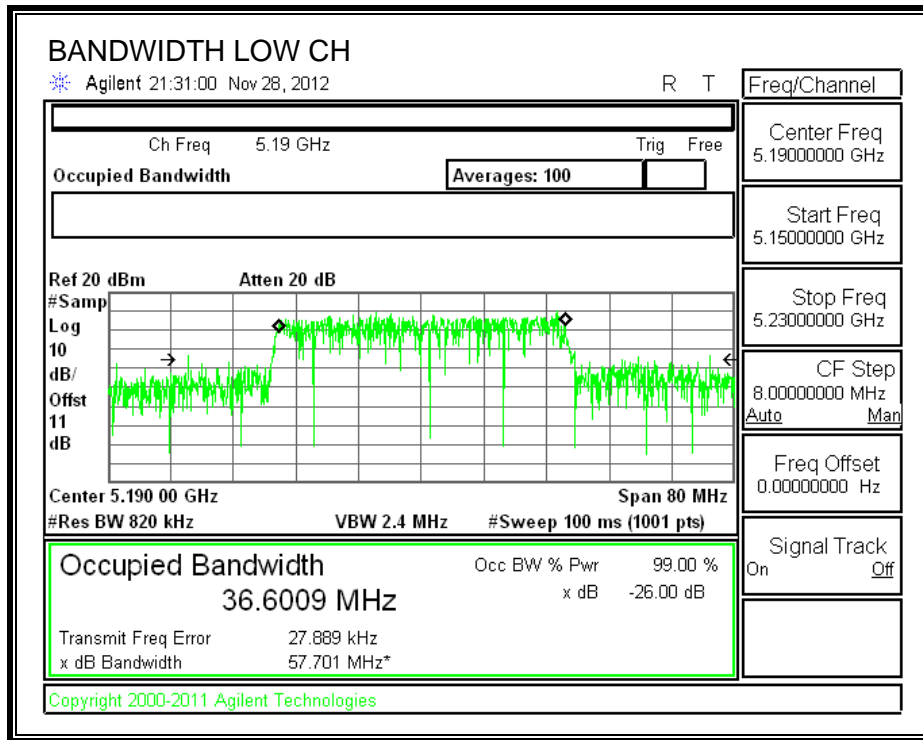 BANDWIDTH LOW CH
Agilent 21:31:00 Nov 28, 2012 R T
Freq/Channel
Ch Freq 5.19 GHz Trig Free
Occupied Bandwidth Averages: 100
Center Freq
5.19000000 GHz
Start Freq
5.15000000 GHz
Stop Freq
5.23000000 GHz
CF Step
8.00000000 MHz
Auto Man
Freq Offset
0.00000000 Hz
Signal Track
On Off
Ref 20 dBm Atten 20 dB
#Samp
Log
10
dB/
Offst
11
dB
Center 5.190 00 GHz Span 80 MHz
#Res BW 820 kHz VBW 2.4 MHz #Sweep 100 ms (1001 pts)
Occupied Bandwidth Occ BW % Pwr 99.00 %
36.6009 MHz x dB -26.00 dB
Transmit Freq Error 27.889 kHz
x dB Bandwidth 57.701 MHz*
Copyright 2000-2011 Agilent Technologies